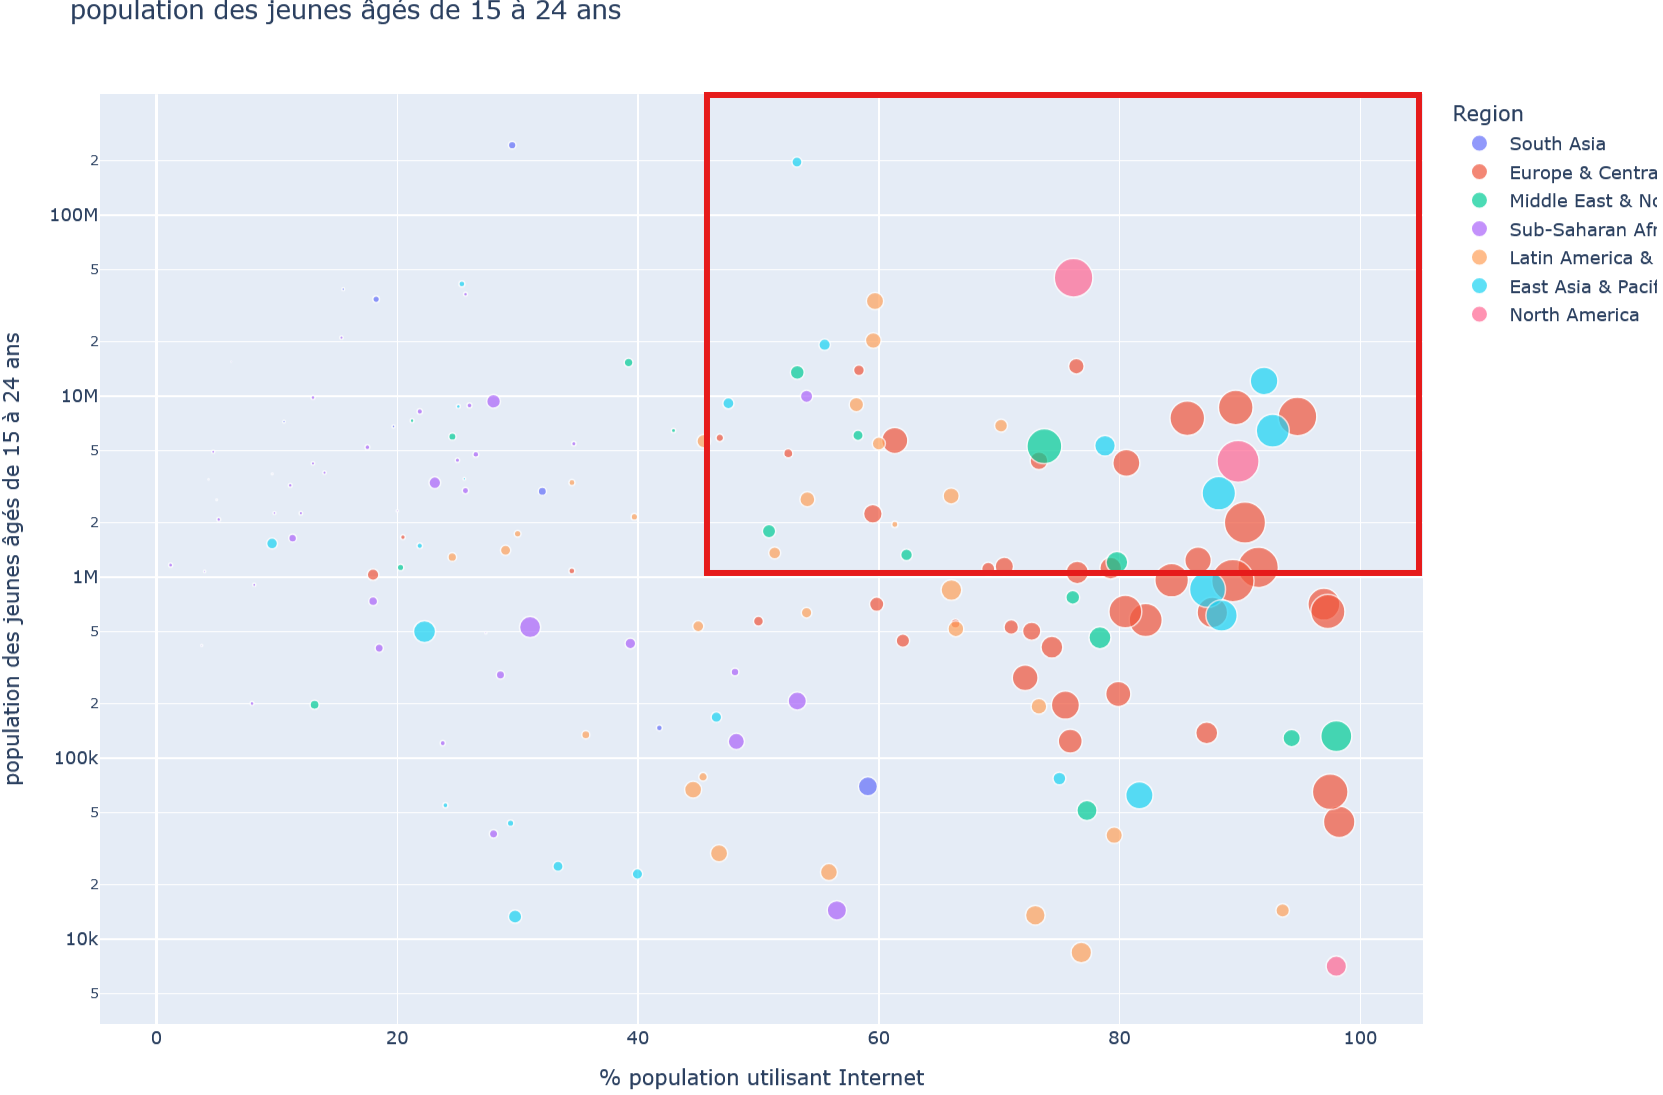 population des jeunes âgés de 15 à 24 ans
Region
South Asia
Europe & Centra
Middle East & No
Sub-Saharan Afr
Latin America &
East Asia & Pacif
North America
population des jeunes âgés de 15 à 24 ans
2
100M
5
2
10M
5
2
1M
5
2
100k
5
2
10k
5
0 20 40 60 80 100
% population utilisant Internet